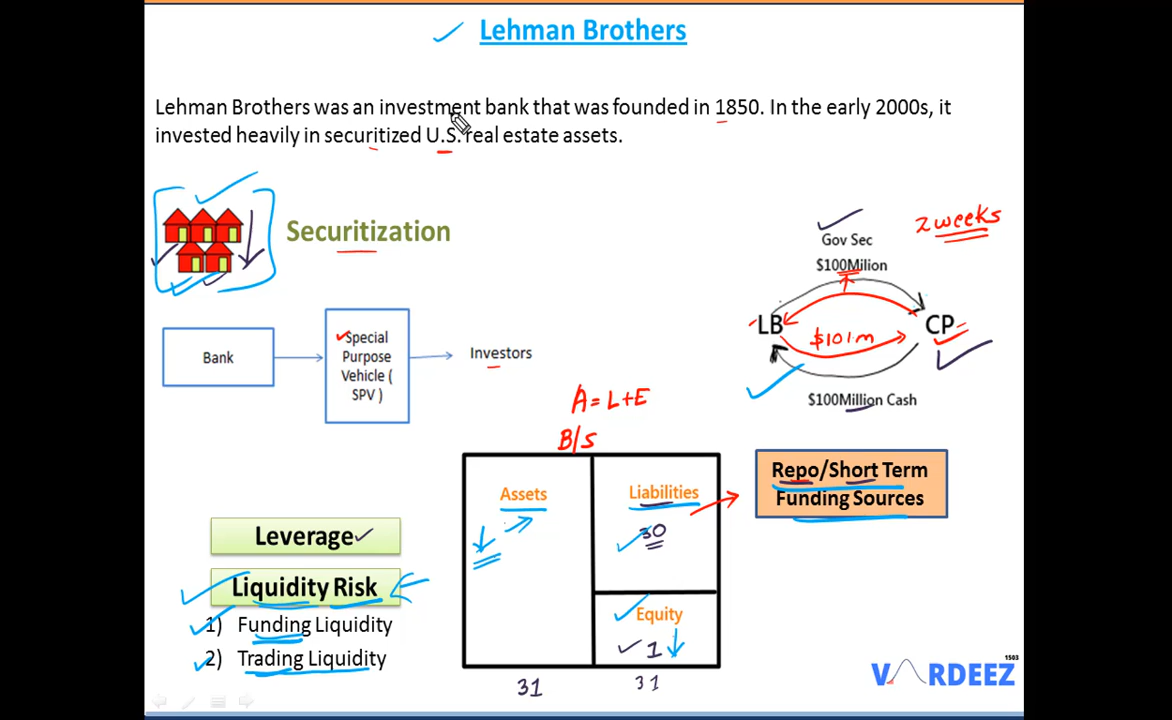 Lehman Brothers
Lehman Brothers was an investment bank that was founded in 1850. In the early 2000s, it
invested heavily in securitized U.S. real estate assets.
Securitization
2 weeks
Gov Sec
$100Milion
LB
CP
$101m
$100Million Cash
Bank
Special
Purpose
Vehicle (
SPV )
Investors
A = L+E
B/S
Assets
Liabilities
30
Equity
1
31
31
Repo/Short Term
Funding Sources
Leverage
Liquidity Risk
1) Funding Liquidity
2) Trading Liquidity
1503
VARDEEZ